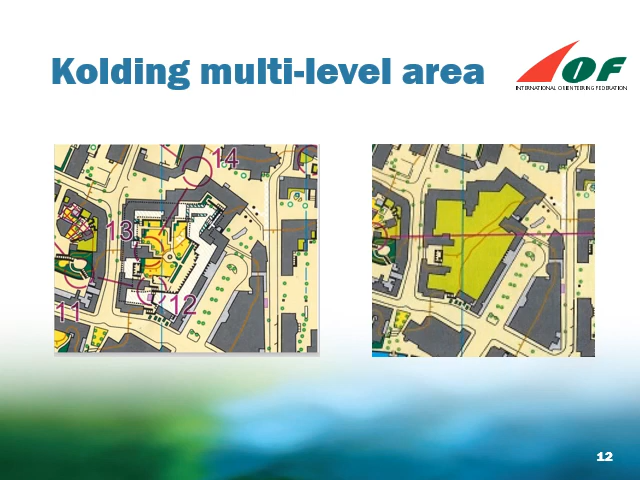 Kolding multi-level area
IOF
INTERNATIONAL ORIENTEERING FEDERATION
14
13
12
11
12